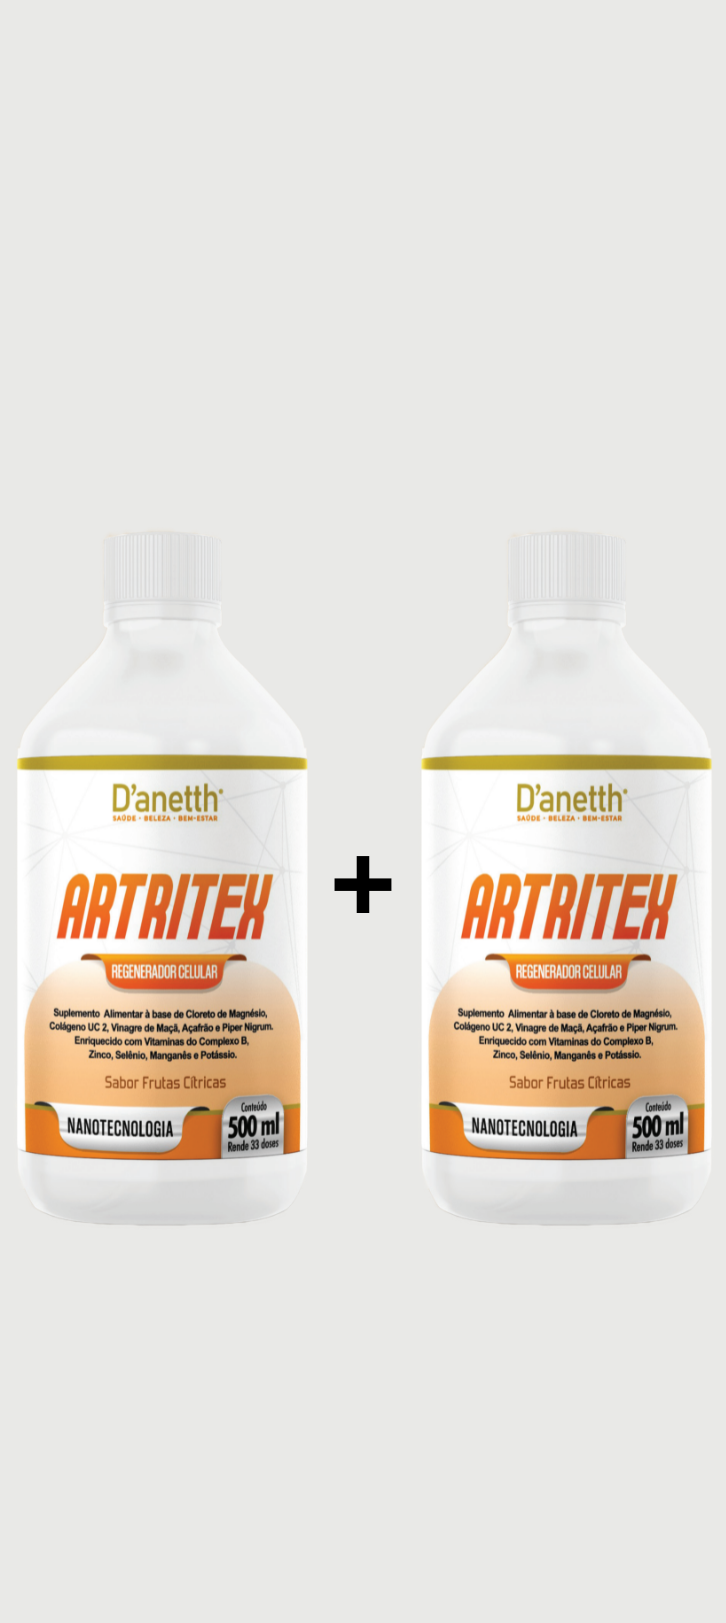 D'anetth®
SAÚDE • BELEZA • BEM-ESTAR
ARTRITEX
REGENERADOR CELULAR
Suplemento Alimentar à base de Cloreto de Magnésio,
Colágeno UC 2, Vinagre de Maçã, Açafrão e Piper Nigrum.
Enriquecido com Vitaminas do Complexo B,
Zinco, Selênio, Manganês e Potássio.
Sabor Frutas Cítricas
NANOTECNOLOGIA
Conteúdo
500 ml
Rende 33 doses
+
D'anetth®
SAÚDE • BELEZA • BEM-ESTAR
ARTRITEX
REGENERADOR CELULAR
Suplemento Alimentar à base de Cloreto de Magnésio,
Colágeno UC 2, Vinagre de Maçã, Açafrão e Piper Nigrum.
Enriquecido com Vitaminas do Complexo B,
Zinco, Selênio, Manganês e Potássio.
Sabor Frutas Cítricas
NANOTECNOLOGIA
Conteúdo
500 ml
Rende 33 doses